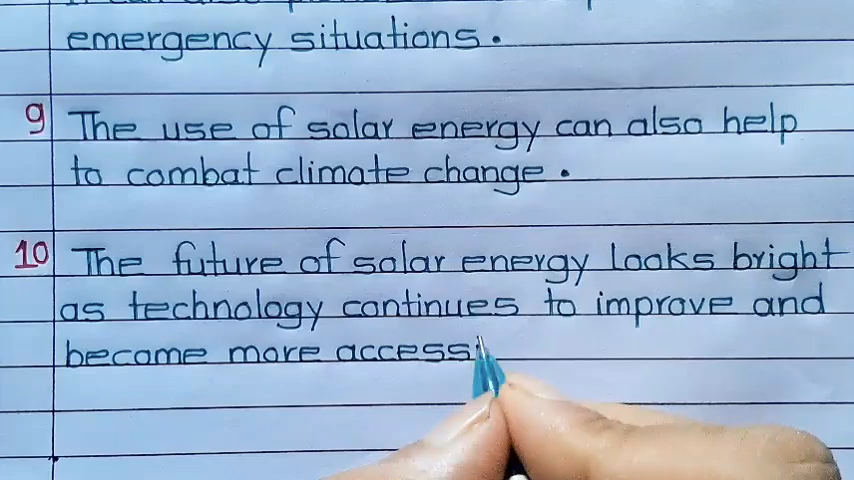 emergency situations.
9 The use of solar energy can also help
to combat climate change.
10 The future of solar energy looks bright
as technology continues to improve and
become more access